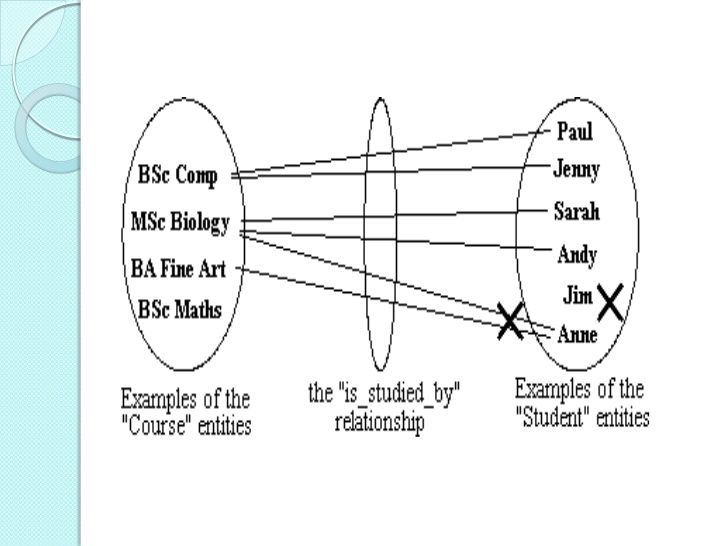 BSc Comp
MSc Biology
BA Fine Art
BSc Maths
Paul
Jenny
Sarah
Andy
Jim
Anne
Examples of the
"Course" entities
the "is_studied_by"
relationship
Examples of the
"Student" entities